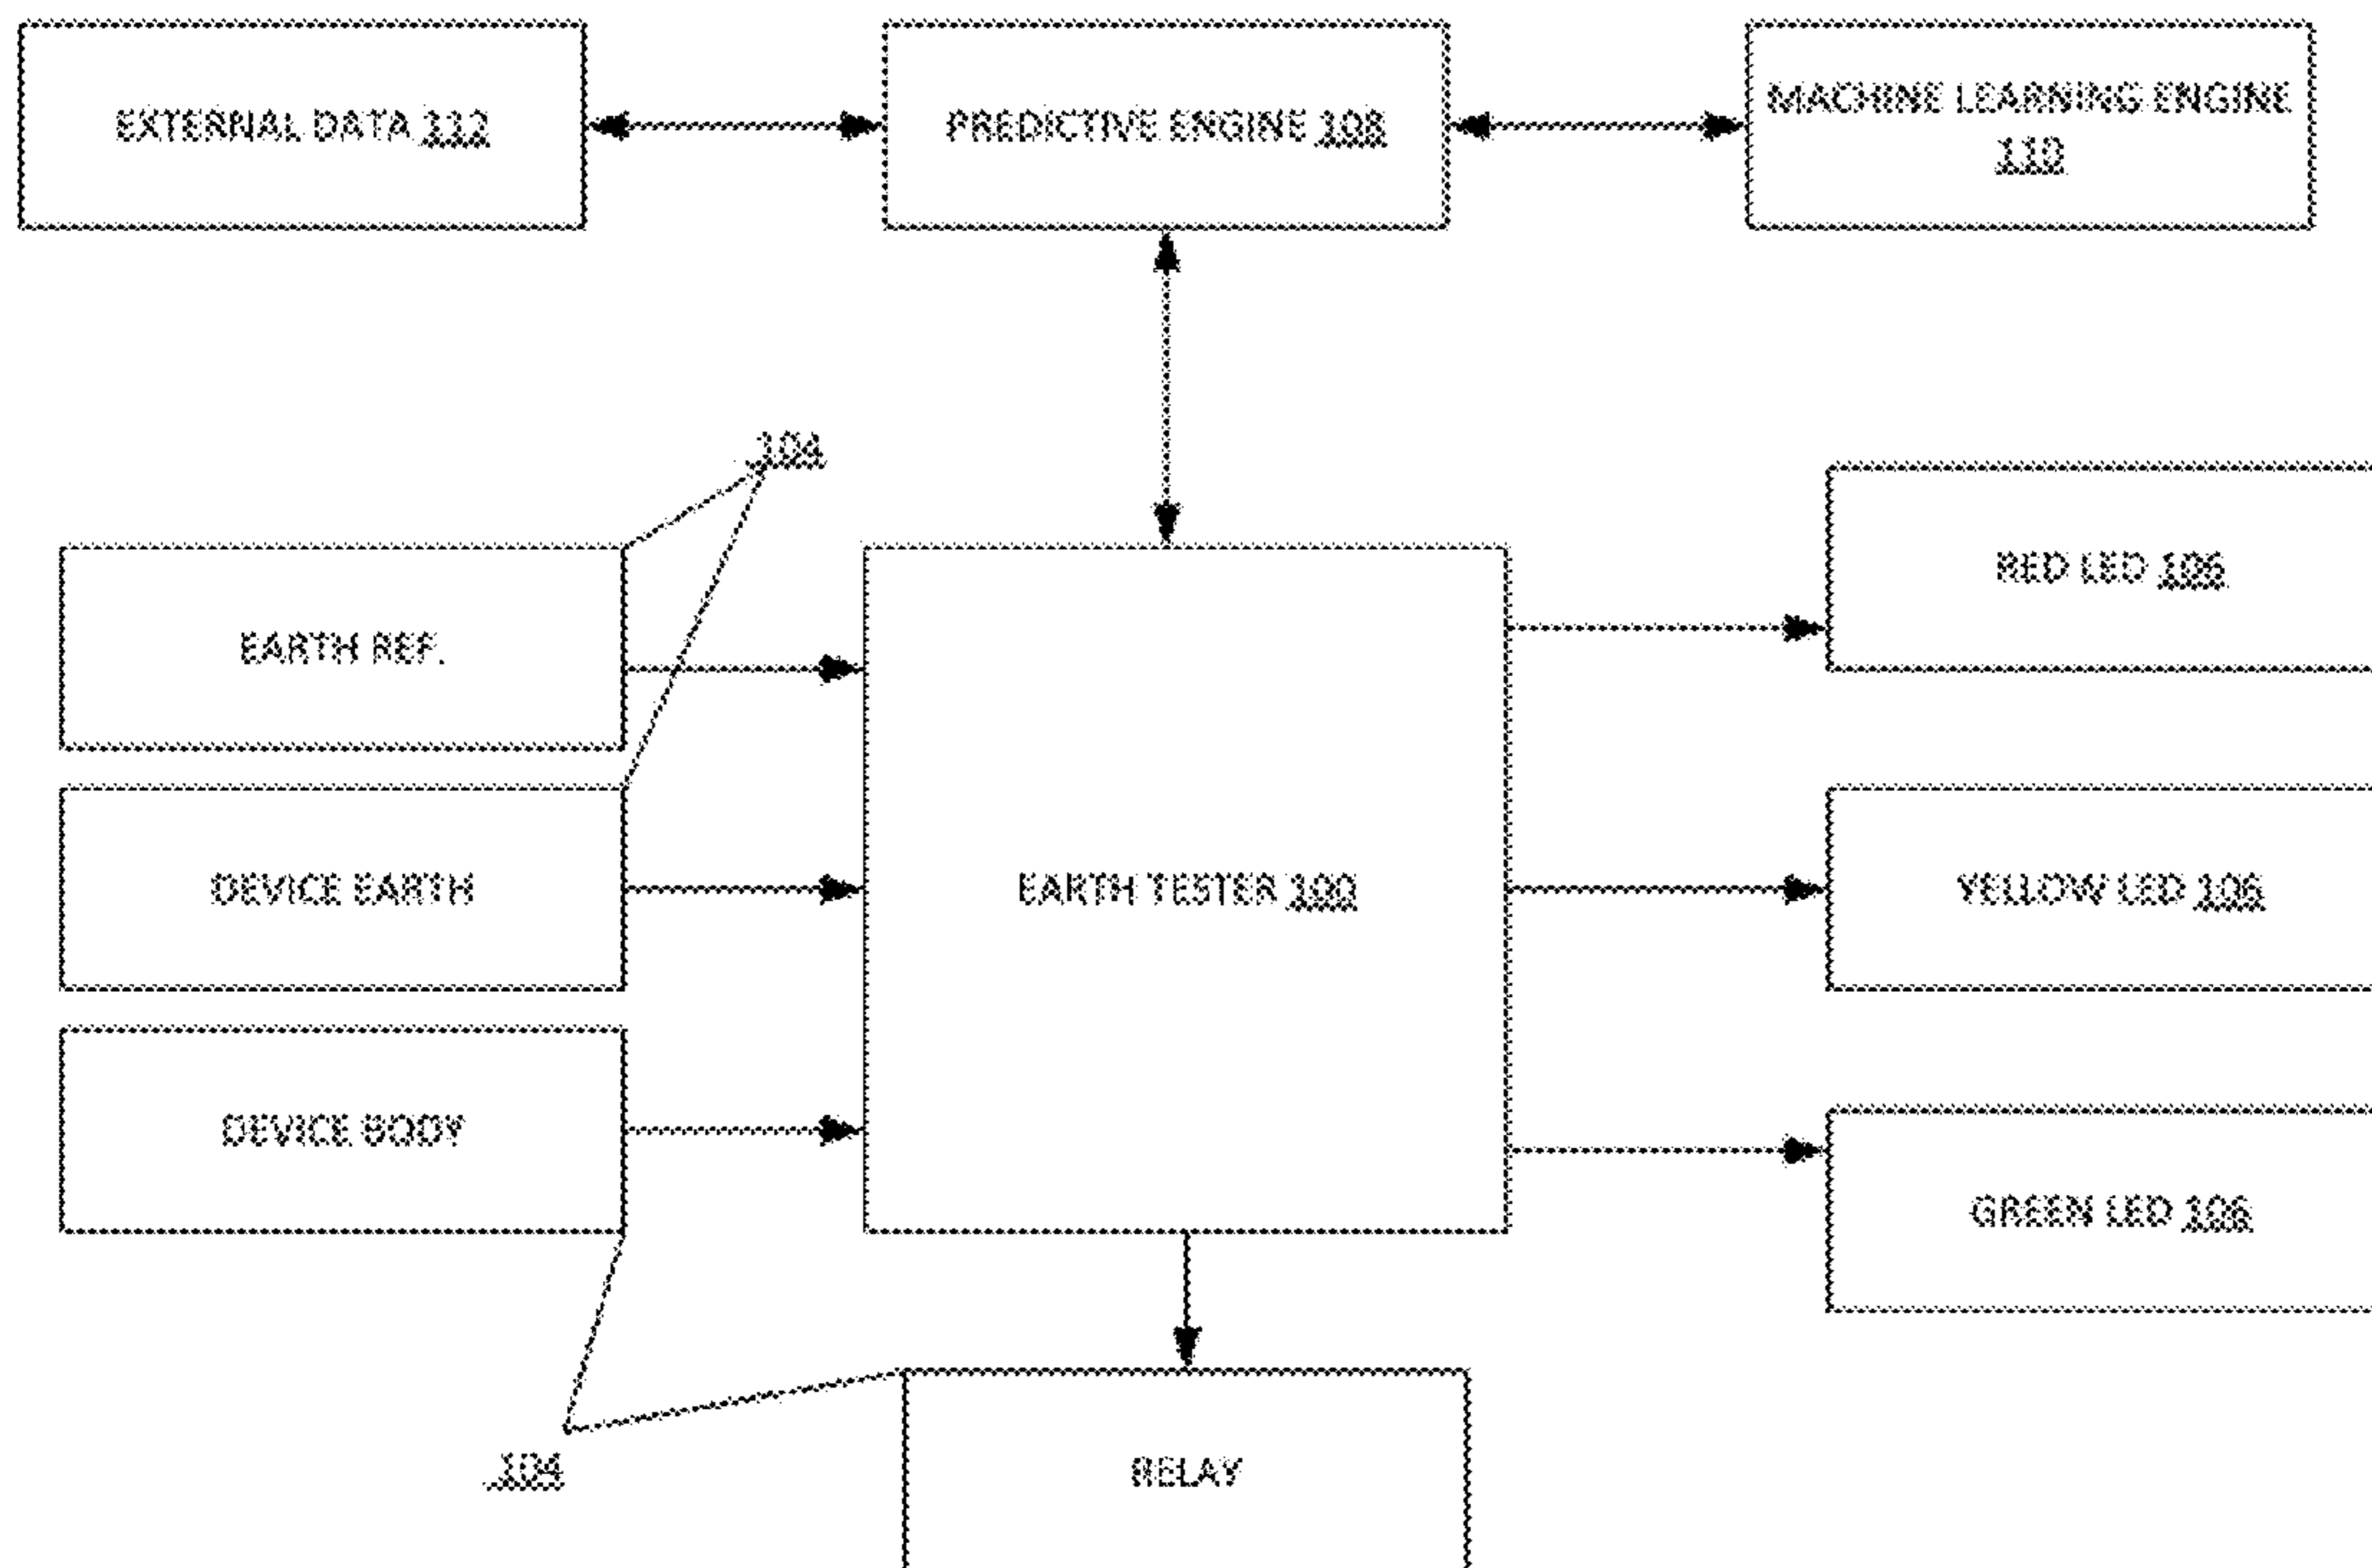 EXTERNAL DATA 112
PREDICTIVE ENGINE 108
MACHINE LEARNING ENGINE
110
104
RED LED 106
EARTH REF.
DEVICE EARTH
EARTH TESTER 100
YELLOW LED 106
DEVICE BODY
GREEN LED 106
104
RELAY